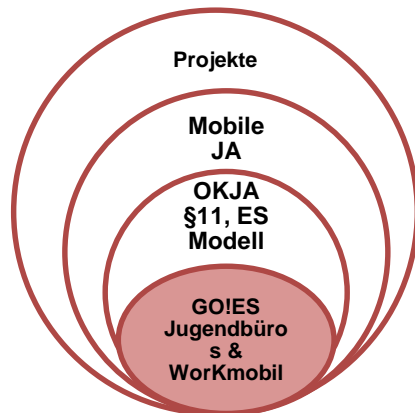 Projekte
Mobile
JA
OKJA
§11, ES
Modell
GO!ES
Jugendbüro
s &
WorKmobil